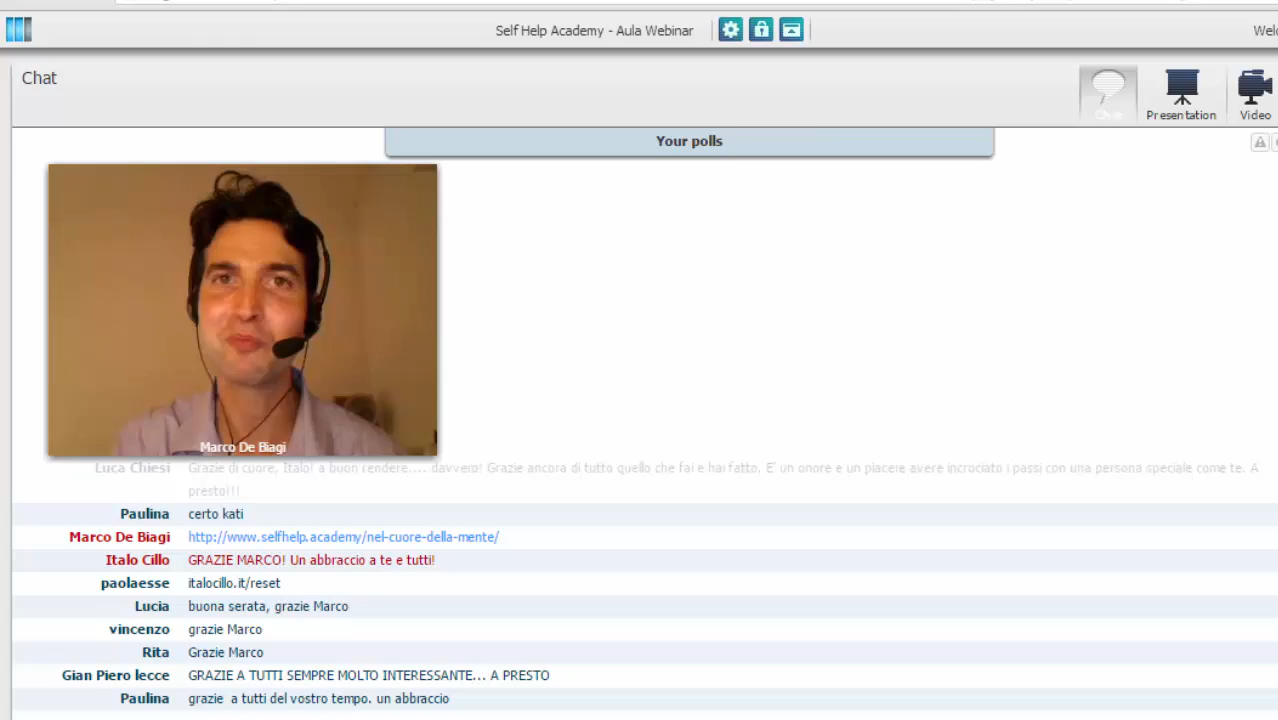 Self Help Academy - Aula Webinar
Chat
Chat
Presentation
Video
Your polls
Marco De Biagi
Luca Chiesi Grazie di cuore, Italo! a buon rendere.... davvero! Grazie ancora di tutto quello che fai e hai fatto. E' un onore e un piacere avere incrociato i passi con una persona speciale come te. A
presto!!!
Paulina certo kati
Marco De Biagi http://www.selfhelp.academy/nel-cuore-della-mente/
Italo Cillo GRAZIE MARCO! Un abbraccio a te e tutti!
paolaesse italocillo.it/reset
Lucia buona serata, grazie Marco
vincenzo grazie Marco
Rita Grazie Marco
Gian Piero lecce GRAZIE A TUTTI SEMPRE MOLTO INTERESSANTE... A PRESTO
Paulina grazie a tutti del vostro tempo. un abbraccio